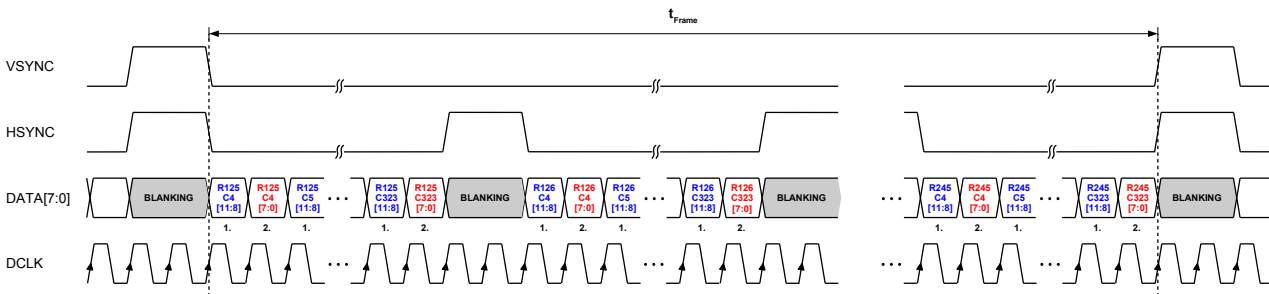 tFrame
VSYNC
HSYNC
DATA[7:0]
BLANKING
R125 C4 [11:8]
R125 C4 [7:0]
R125 C5 [11:8]
...
R125 C323 [11:8]
R125 C323 [7:0]
BLANKING
R126 C4 [11:8]
R126 C4 [7:0]
R126 C5 [11:8]
...
R126 C323 [11:8]
R126 C323 [7:0]
BLANKING
...
R245 C4 [11:8]
R245 C4 [7:0]
R245 C5 [11:8]
...
R245 C323 [11:8]
R245 C323 [7:0]
BLANKING
1. 2. 1. 1. 2. 1. 2. 1. 1. 2. 1. 2. 1. 1. 2.
DCLK ... ... ... ...